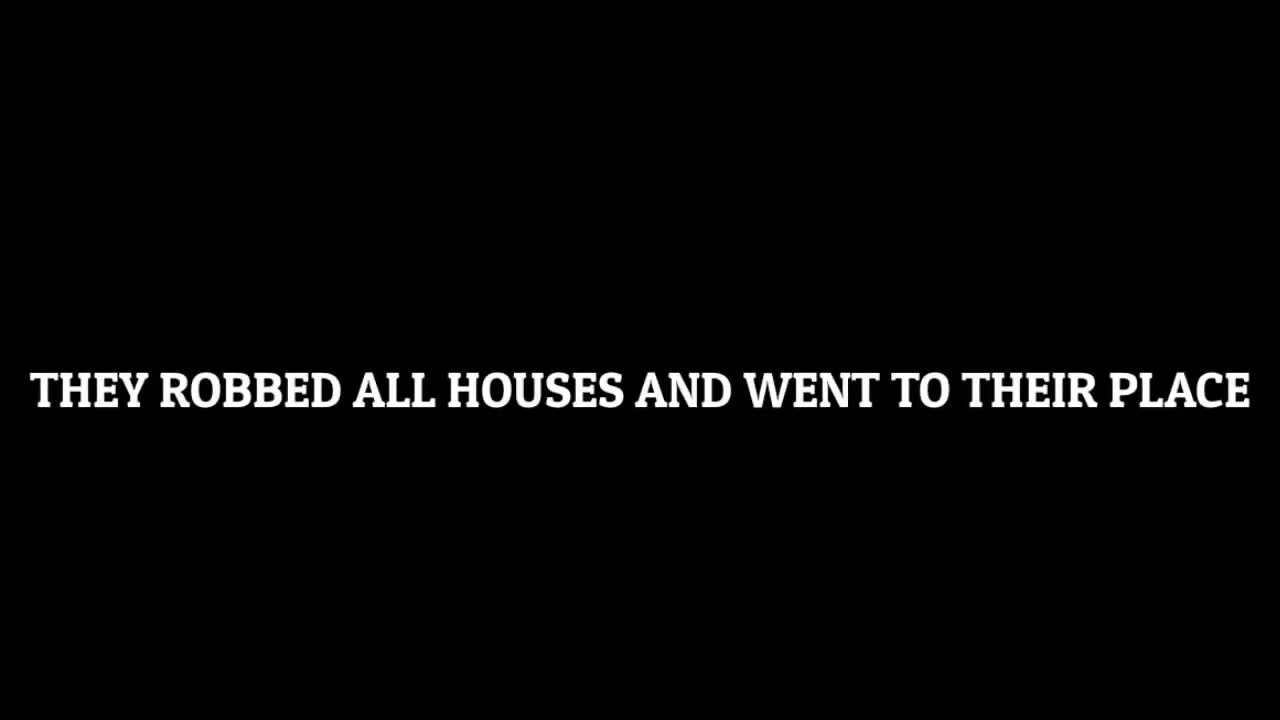 THEY ROBBED ALL HOUSES AND WENT TO THEIR PLACE